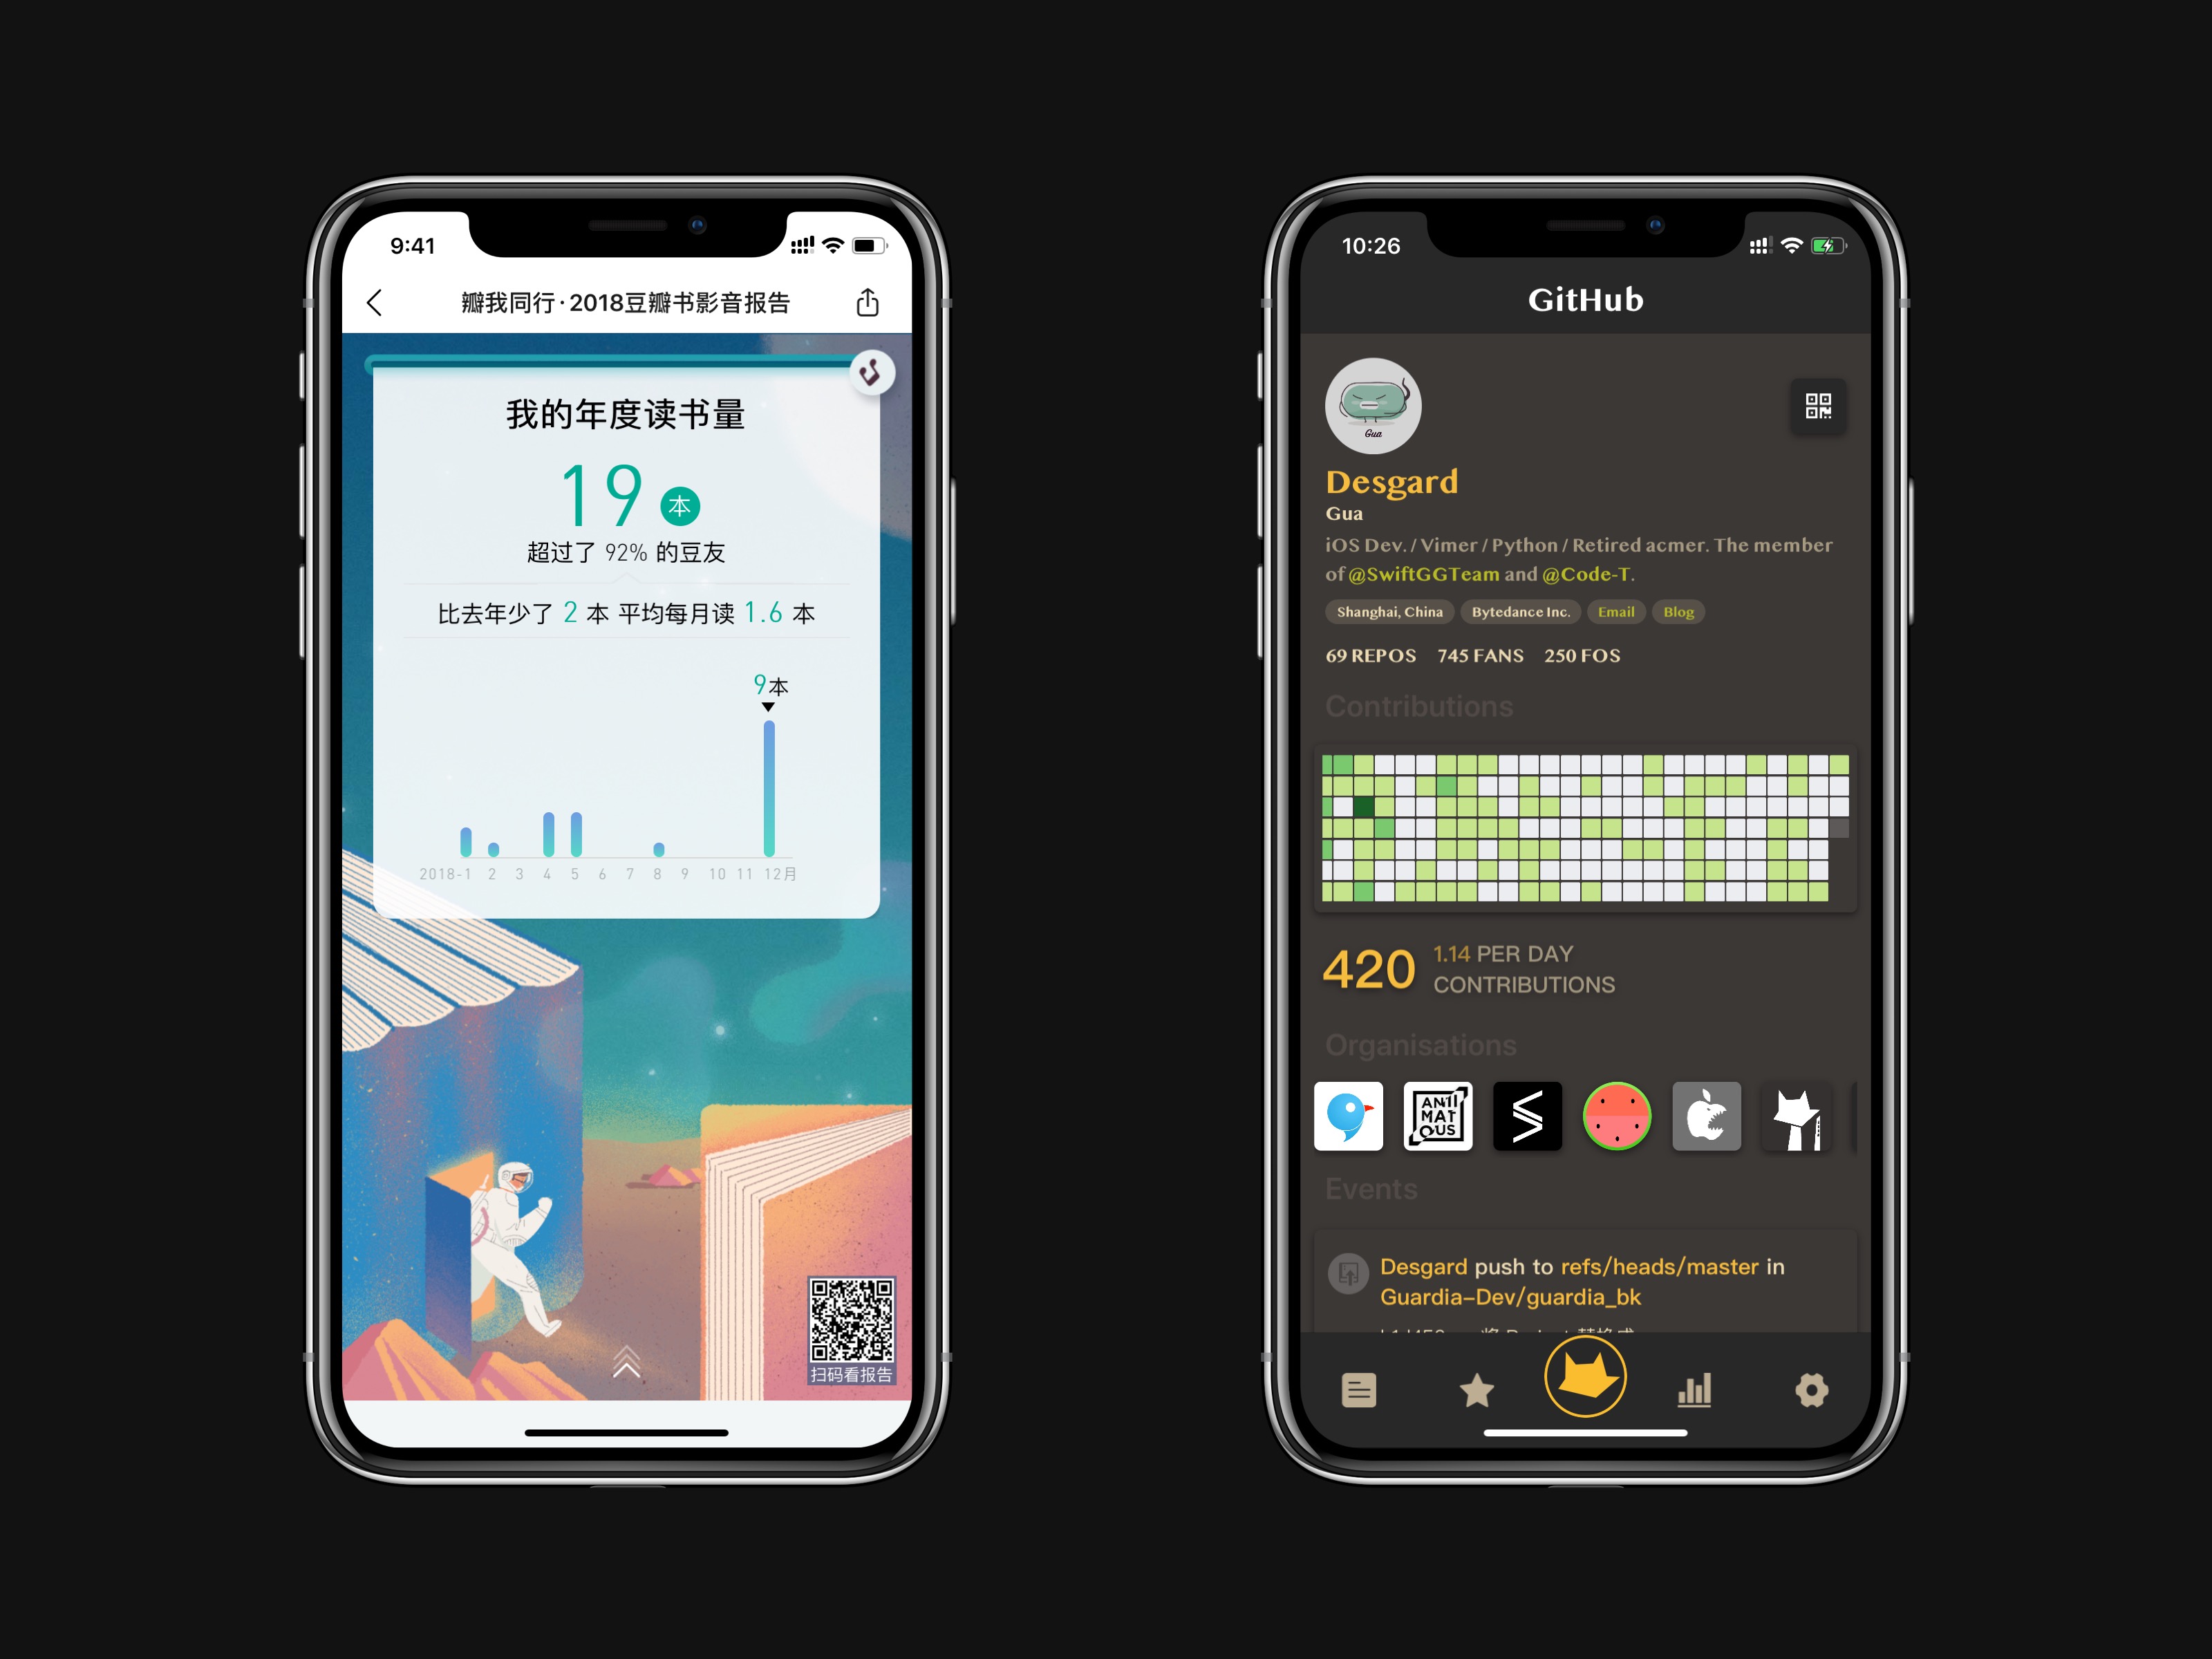 9:41
瓣我同行·2018豆瓣书影音报告
我的年度读书量
19 本
超过了 92% 的豆友
比去年少了 2 本 平均每月读 1.6 本
9本
2018-1 2 3 4 5 6 7 8 9 10 11 12月
扫码看报告
10:26
GitHub
Gua
Desgard
Gua
iOS Dev. / Vimer / Python / Retired acmer. The member
of @SwiftGGTeam and @Code-T.
Shanghai, China Bytedance Inc. Email Blog
69 REPOS 745 FANS 250 FOS
Contributions
420 1.14 PER DAY
CONTRIBUTIONS
Organisations
ANTI
MAT
OUS
Events
Desgard push to refs/heads/master in
Guardia-Dev/guardia_bk